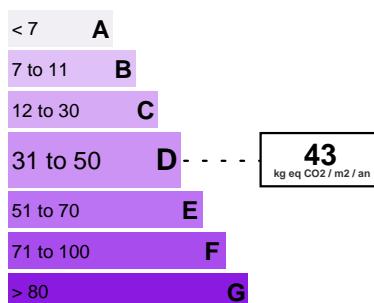 < 7 A
7 to 11 B
12 to 30 C
31 to 50 D
43
kg eq CO2 / m2 / an
51 to 70 E
71 to 100 F
> 80 G